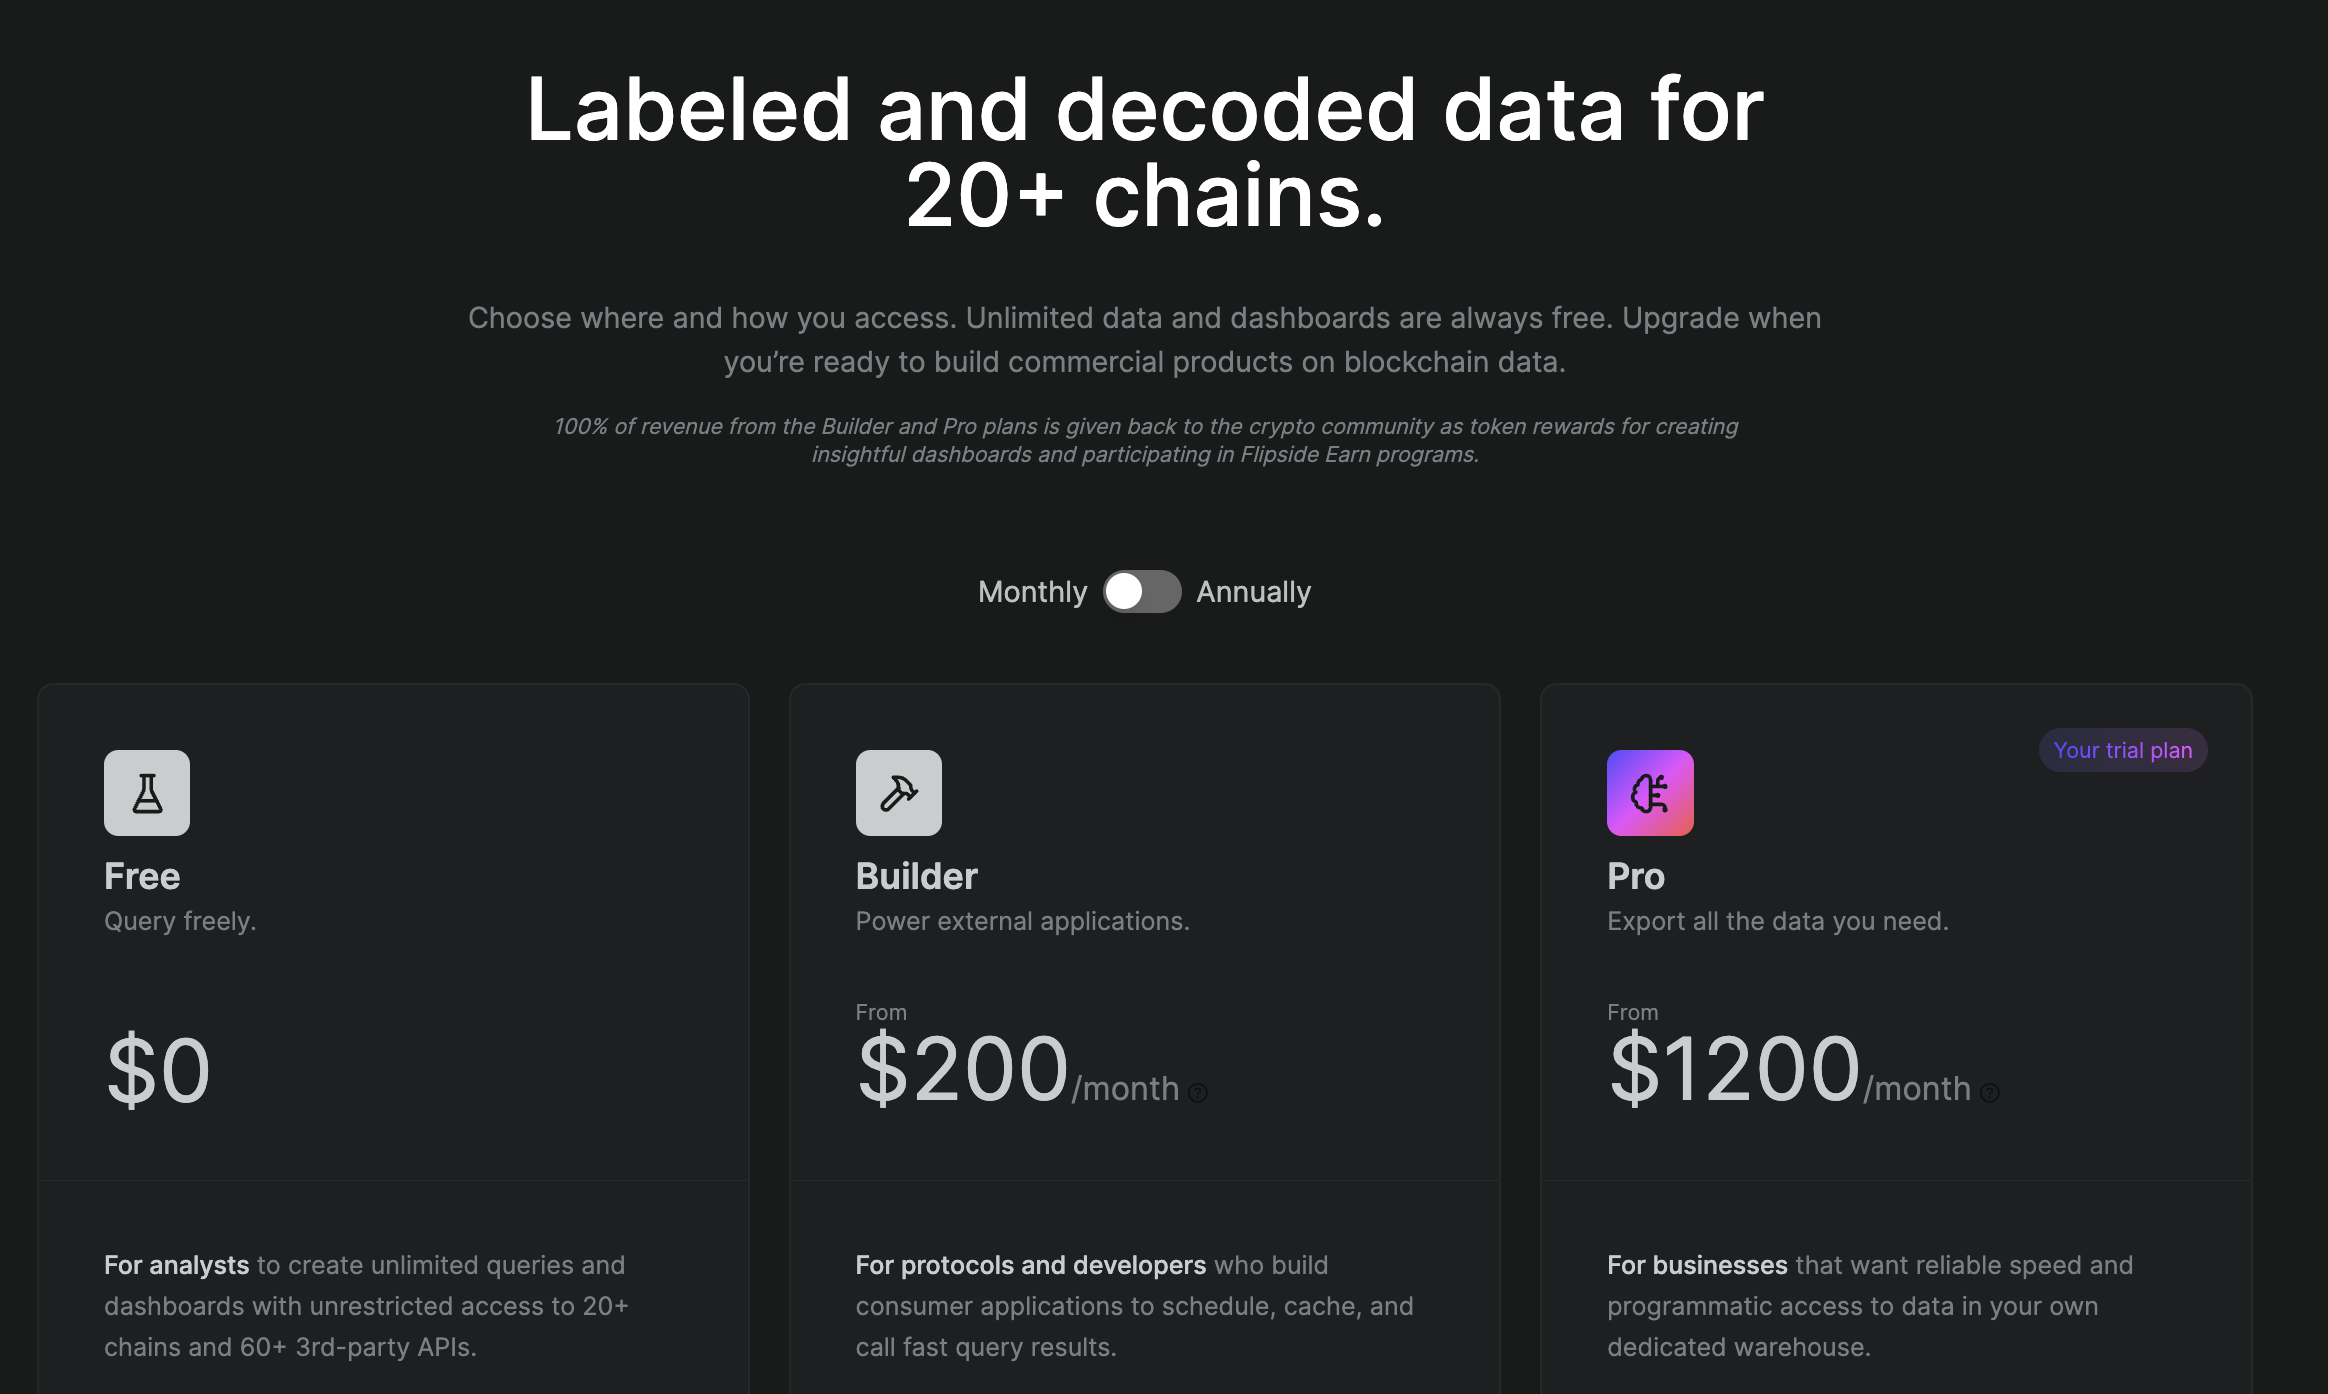 Labeled and decoded data for
20+ chains.
Choose where and how you access. Unlimited data and dashboards are always free. Upgrade when
you’re ready to build commercial products on blockchain data.
100% of revenue from the Builder and Pro plans is given back to the crypto community as token rewards for creating
insightful dashboards and participating in Flipside Earn programs.
Monthly Annually
Free
Query freely.
$0
For analysts to create unlimited queries and
dashboards with unrestricted access to 20+
chains and 60+ 3rd-party APIs.
Builder
Power external applications.
From
$200/month ?
For protocols and developers who build
consumer applications to schedule, cache, and
call fast query results.
Your trial plan
Pro
Export all the data you need.
From
$1200/month ?
For businesses that want reliable speed and
programmatic access to data in your own
dedicated warehouse.